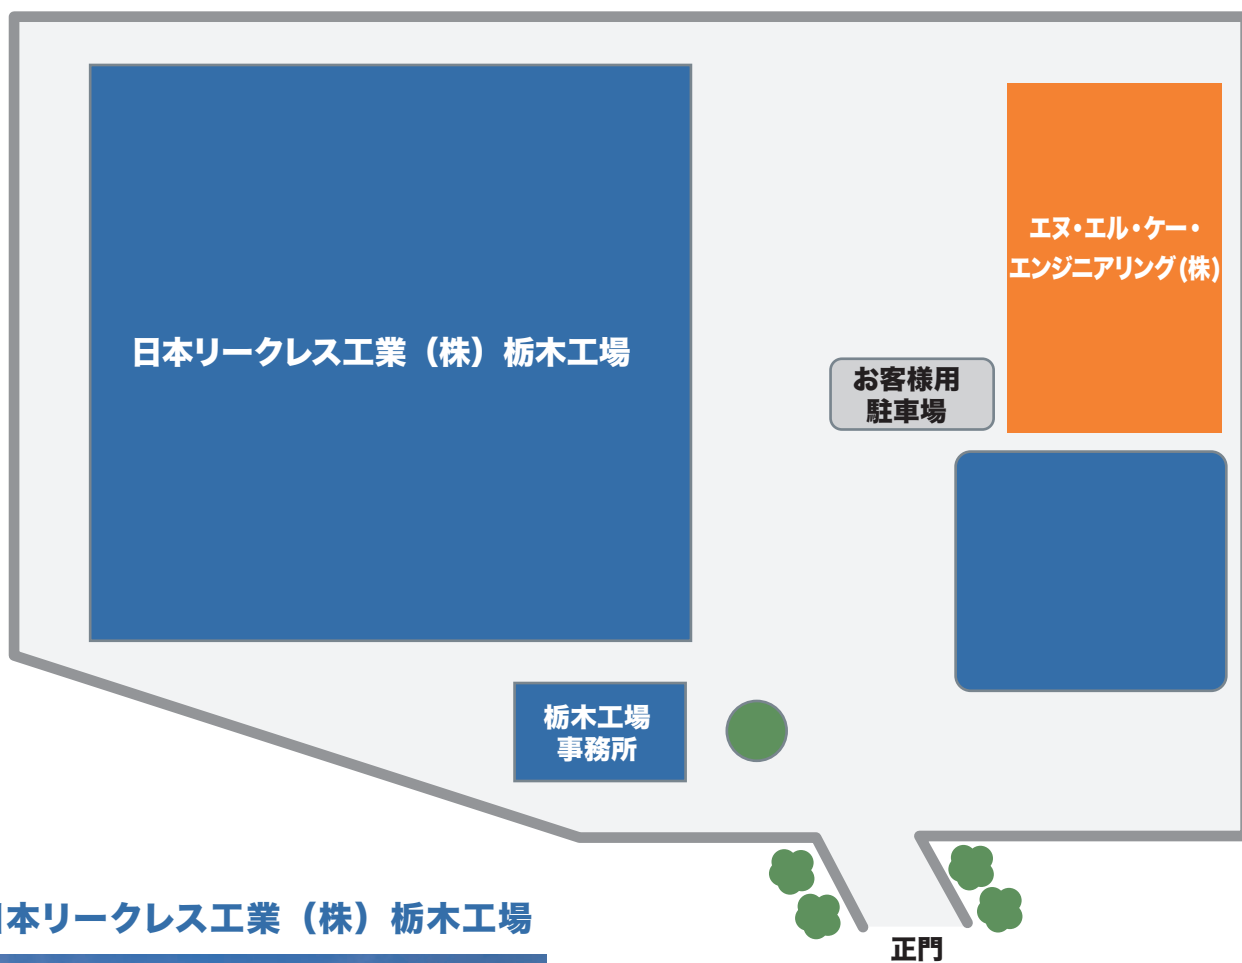 エヌ・エル・ケー・
エンジニアリング(株)
日本リークレス工業（株）栃木工場
お客様用
駐車場
栃木工場
事務所
本リークレス工業（株）栃木工場
正門